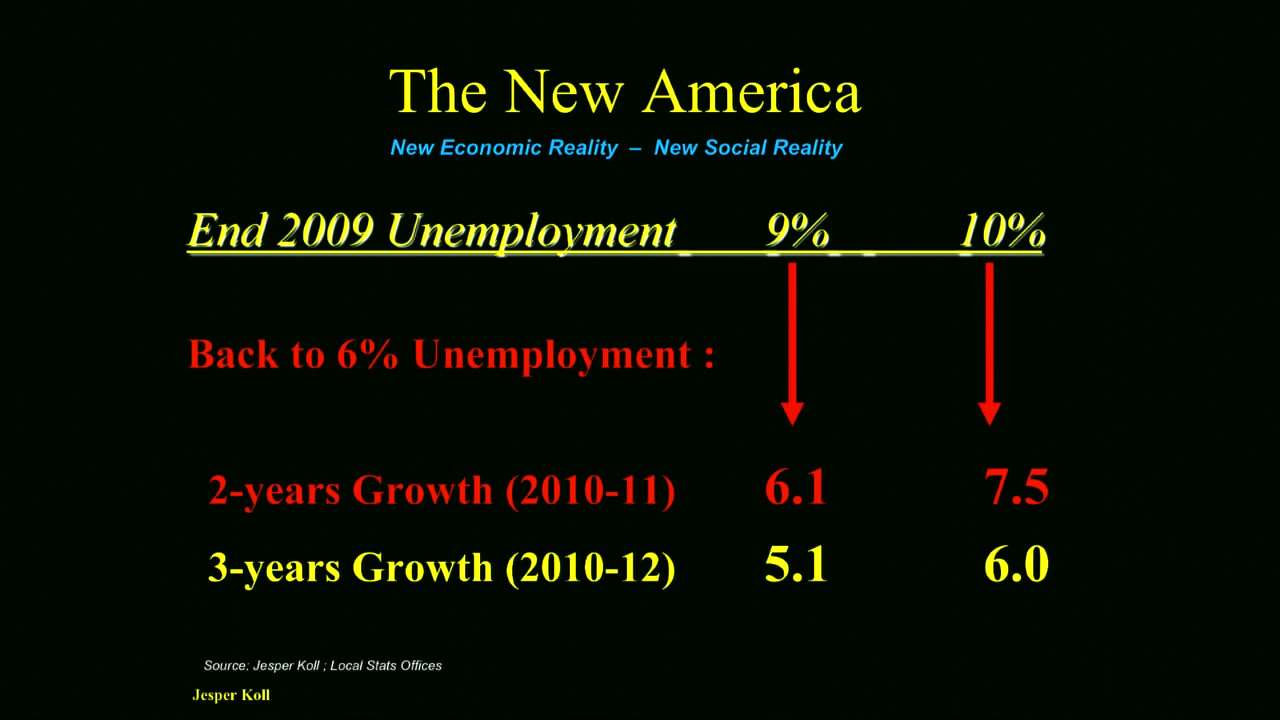 The New America
New Economic Reality – New Social Reality
End 2009 Unemployment 9% 10%
Back to 6% Unemployment :
2-years Growth (2010-11) 6.1 7.5
3-years Growth (2010-12) 5.1 6.0
Source: Jesper Koll ; Local Stats Offices
Jesper Koll